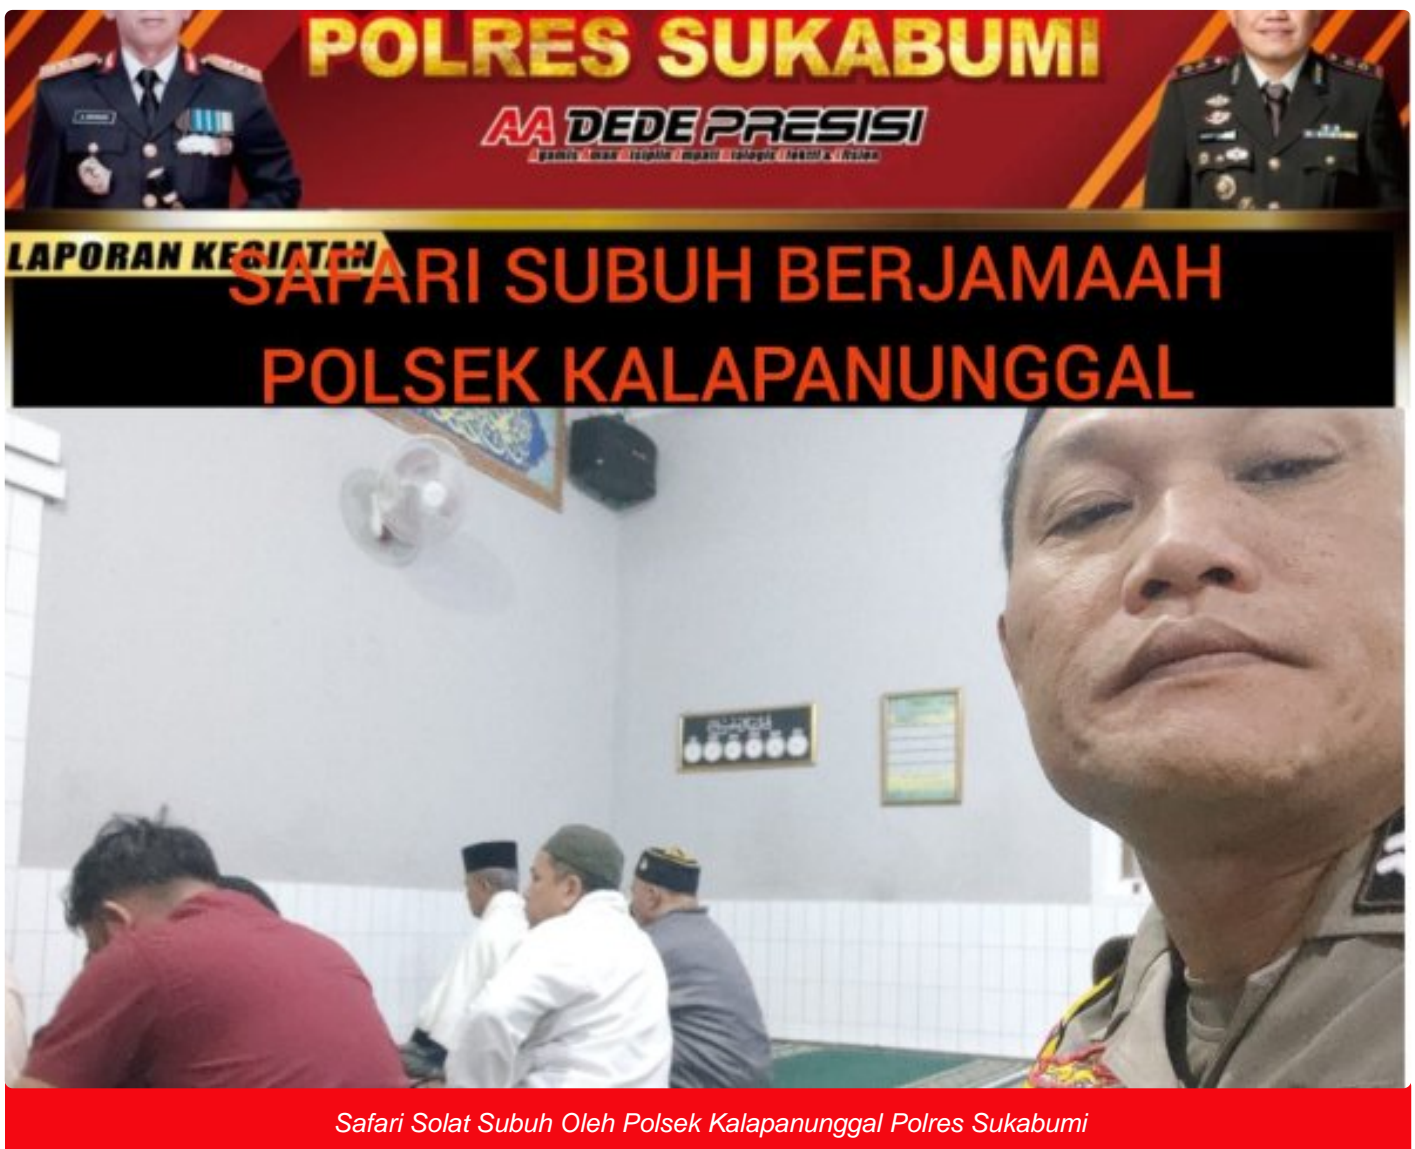 POLRES SUKABUMI
AA DEDE PRESISI
LAPORAN KEGIATAN
SAFARI SUBUH BERJAMAAH
POLSEK KALAPANUNGGAL
Safari Solat Subuh Oleh Polsek Kalapanunggal Polres Sukabumi